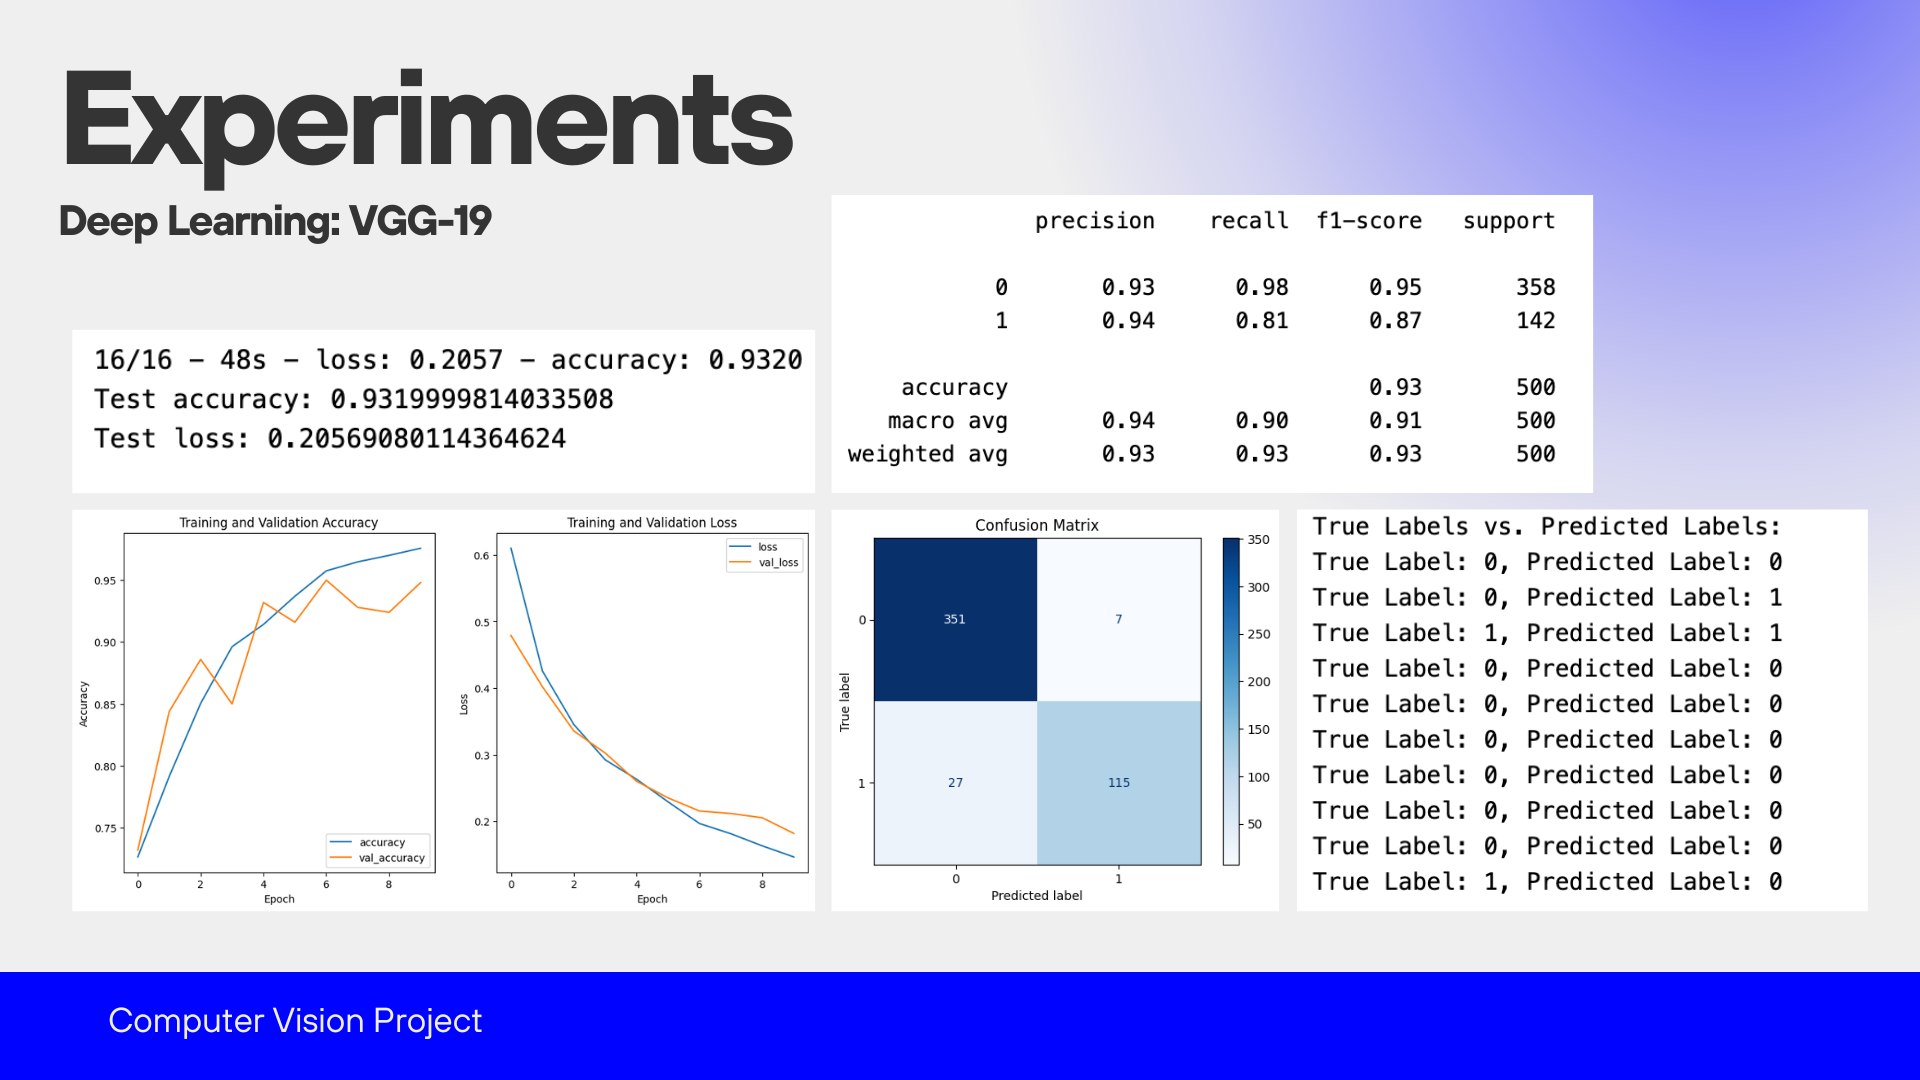 Experiments
Deep Learning: VGG-19
16/16 - 48s - loss: 0.2057 - accuracy: 0.9320
Test accuracy: 0.9319999814033508
Test loss: 0.20569080114364624
precision recall f1-score support
0 0.93 0.98 0.95 358
1 0.94 0.81 0.87 142
accuracy 0.93 500
macro avg 0.94 0.90 0.91 500
weighted avg 0.93 0.93 0.93 500
Training and Validation Accuracy
0.95
0.90
0.85
0.80
0.75
Accuracy
accuracy
val_accuracy
0 2 4 6 8
Epoch
Training and Validation Loss
loss
val_loss
0.6
0.5
0.4
0.3
0.2
Loss
0 2 4 6 8
Epoch
Confusion Matrix
True label
0 351 7
1 27 115
0 1
Predicted label
350
300
250
200
150
100
50
True Labels vs. Predicted Labels:
True Label: 0, Predicted Label: 0
True Label: 0, Predicted Label: 1
True Label: 1, Predicted Label: 1
True Label: 0, Predicted Label: 0
True Label: 0, Predicted Label: 0
True Label: 0, Predicted Label: 0
True Label: 0, Predicted Label: 0
True Label: 0, Predicted Label: 0
True Label: 0, Predicted Label: 0
True Label: 1, Predicted Label: 0
Computer Vision Project